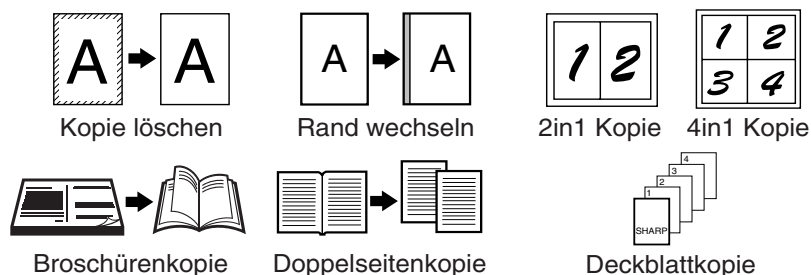 A A
A A
1 2
1 2
3 4
Kopie löschen
Rand wechseln
2in1 Kopie
4in1 Kopie
4
3
2
1
SHARP
Broschürenkopie
Doppelseitenkopie
Deckblattkopie